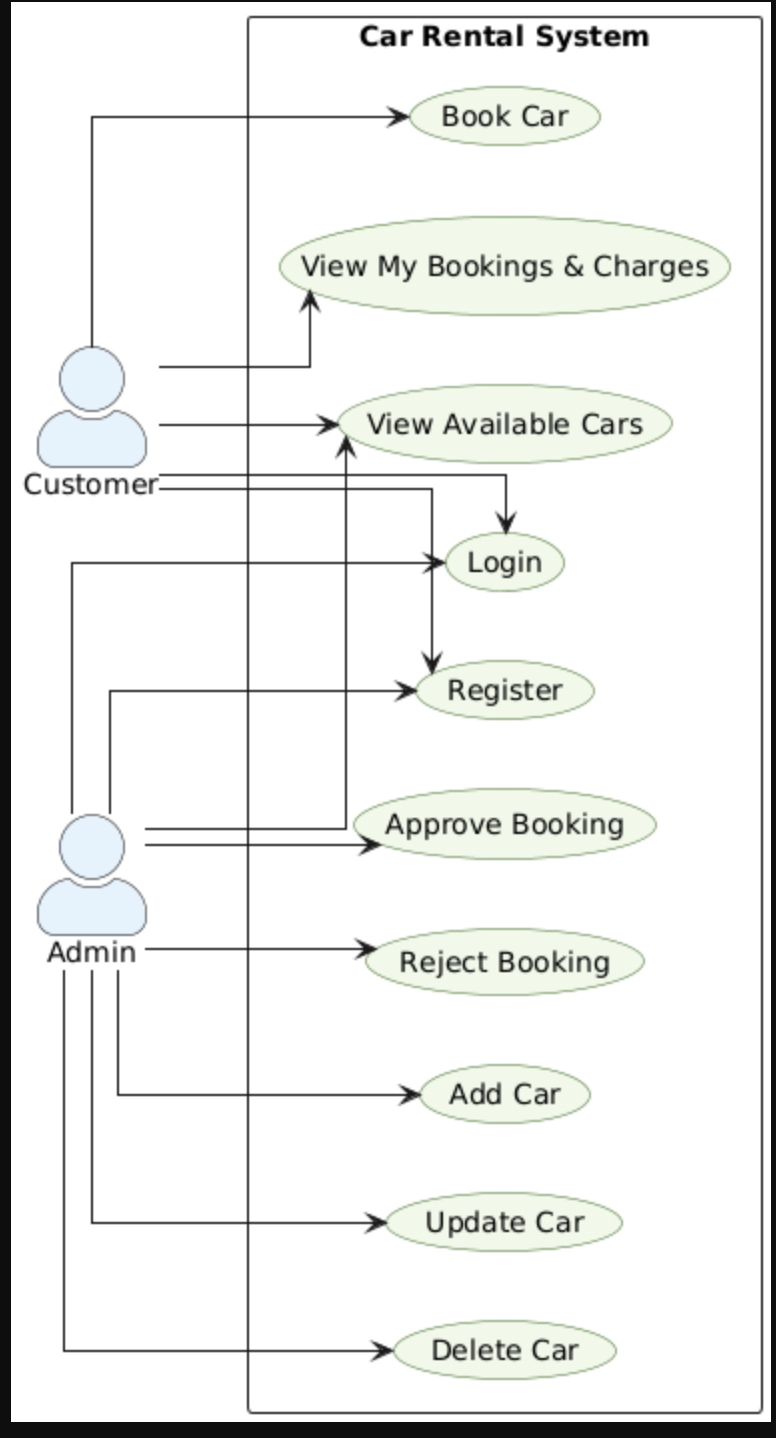 Car Rental System
Book Car
View My Bookings & Charges
View Available Cars
Customer
Login
Register
Approve Booking
Admin
Reject Booking
Add Car
Update Car
Delete Car